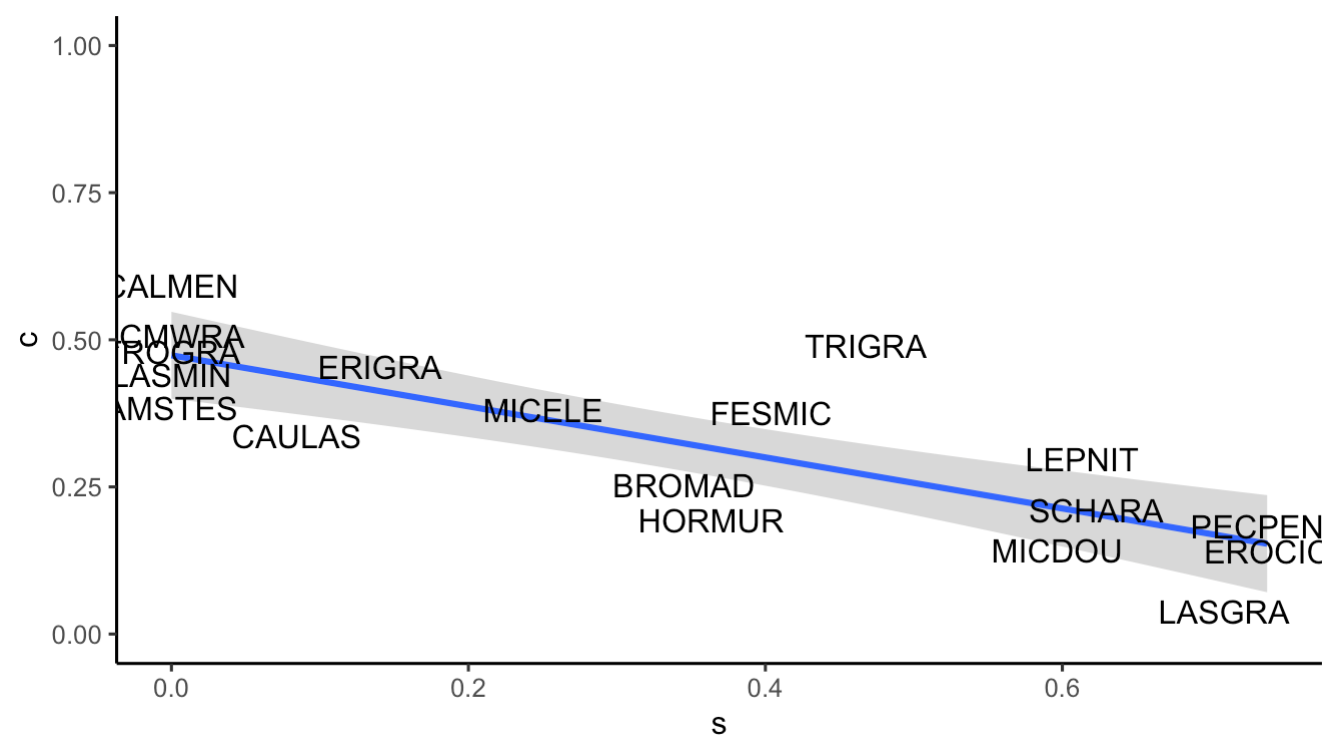 1.00
0.75
CALMEN
CMWRA
0.50
TRIGRA
ROGRA
ERIGRA
LASMIN
AMSTES
MICELE
FESMIC
CAULAS
LEPNIT
BROMAD
0.25
SCHARA
HORMUR
PECPEN
MICDOU
EROCIC
LASGRA
0.00
0.0 0.2 0.4 0.6
c
s